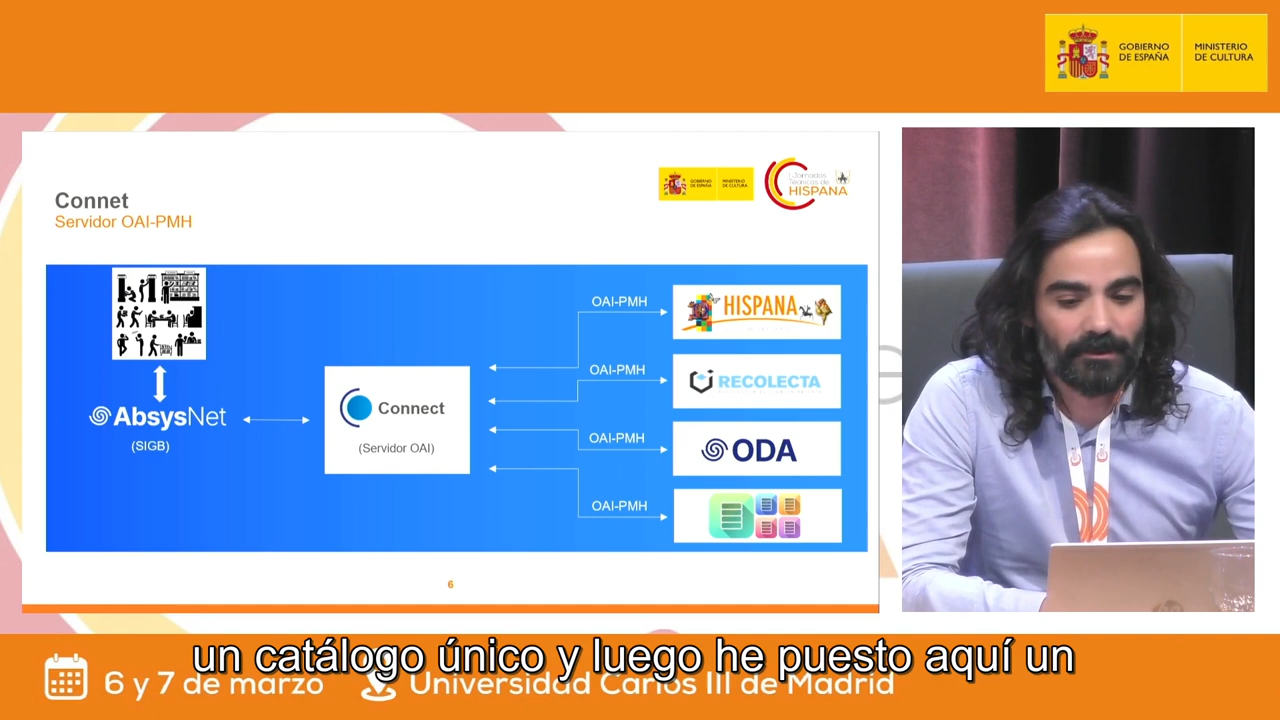 GOBIERNO
DE ESPAÑA
MINISTERIO
DE CULTURA
Connet
Servidor OAI-PMH
GOBIERNO
DE ESPAÑA
MINISTERIO
DE CULTURA
I Jornadas
Técnicas de
HISPANA
AbsysNet
(SIGB)
Connect
(Servidor OAI)
OAI-PMH
HISPANA
OAI-PMH
RECOLECTA
OAI-PMH
ODA
OAI-PMH
6
un catálogo único y luego he puesto aquí un
6 y 7 de marzo
Universidad Carlos III de Madrid